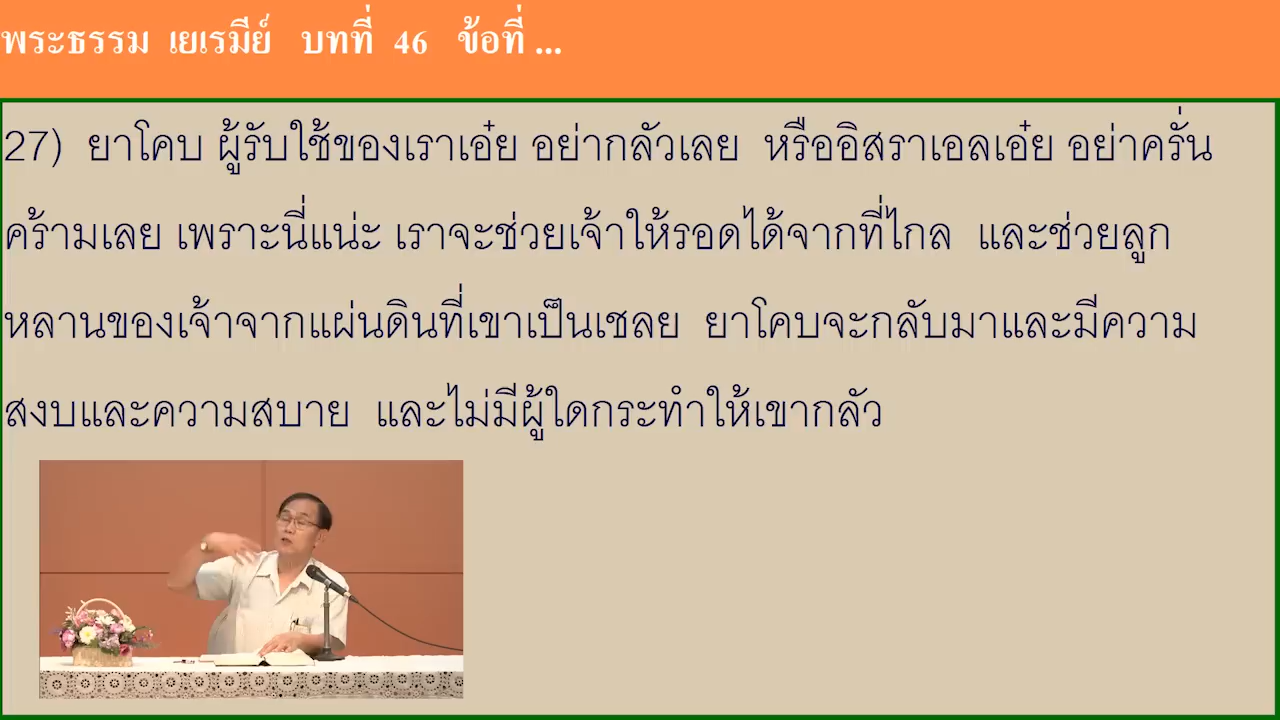 พระธรรม เยเรมีย์ บทที่ 46 ข้อที่ ...
27) ยาโคบ ผู้รับใช้ของเราเอ๋ย อย่ากลัวเลย หรืออิสราเอลเอ๋ย อย่าครั่น
คร้ามเลย เพราะนี่แน่ะ เราจะช่วยเจ้าให้รอดได้จากที่ไกล และช่วยลูก
หลานของเจ้าจากแผ่นดินที่เขาเป็นเชลย ยาโคบจะกลับมาและมีความ
สงบและความสบาย และไม่มีผู้ใดกระทำให้เขากลัว